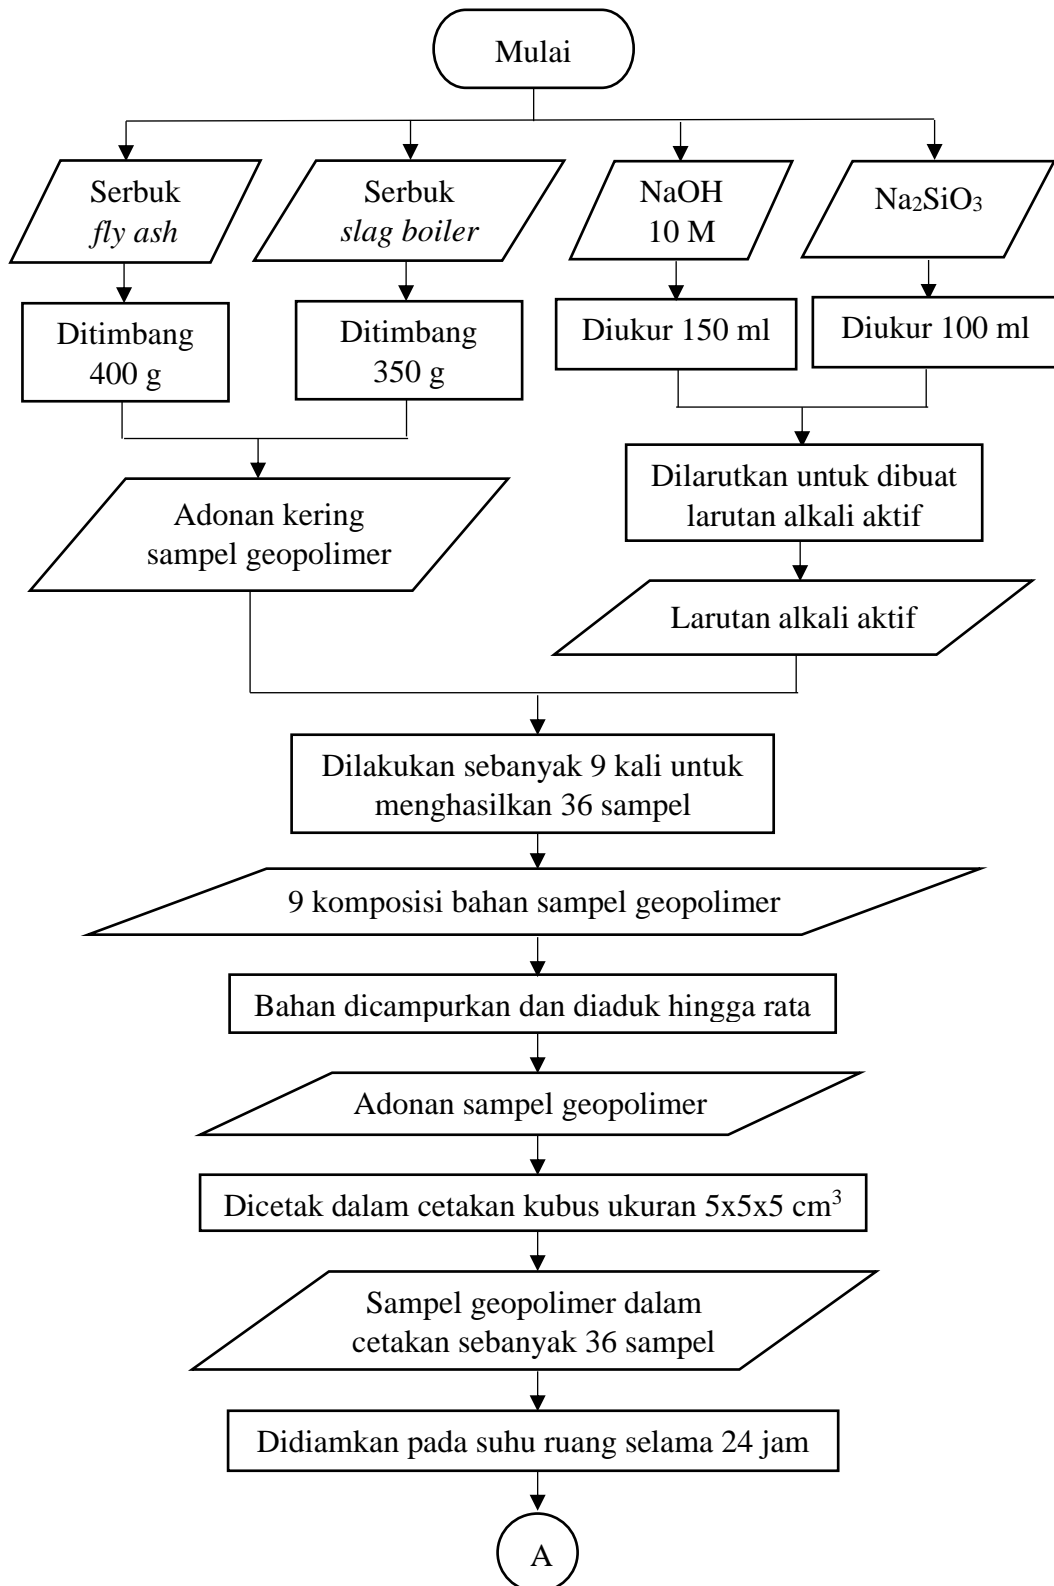 Mulai
Serbuk
fly ash
Serbuk
slag boiler
NaOH
10 M
Na₂SiO₃
Ditimbang
400 g
Ditimbang
350 g
Diukur 150 ml
Diukur 100 ml
Adonan kering
sampel geopolimer
Dilarutkan untuk dibuat
larutan alkali aktif
Larutan alkali aktif
Dilakukan sebanyak 9 kali untuk
menghasilkan 36 sampel
9 komposisi bahan sampel geopolimer
Bahan dicampurkan dan diaduk hingga rata
Adonan sampel geopolimer
Dicetak dalam cetakan kubus ukuran 5x5x5 cm³
Sampel geopolimer dalam
cetakan sebanyak 36 sampel
Didiamkan pada suhu ruang selama 24 jam
A